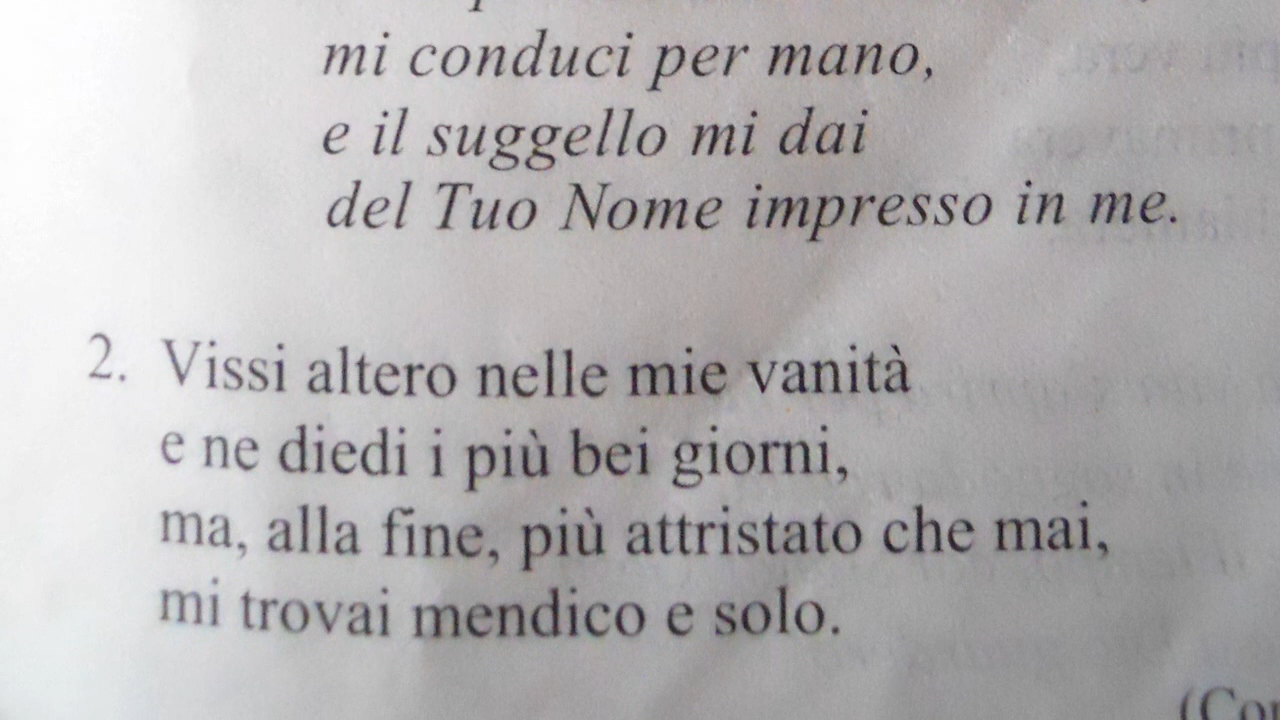 mi conduci per mano,
e il suggello mi dai
del Tuo Nome impresso in me.
2. Vissi altero nelle mie vanità
e ne diedi i più bei giorni,
ma, alla fine, più attristato che mai,
mi trovai mendico e solo.